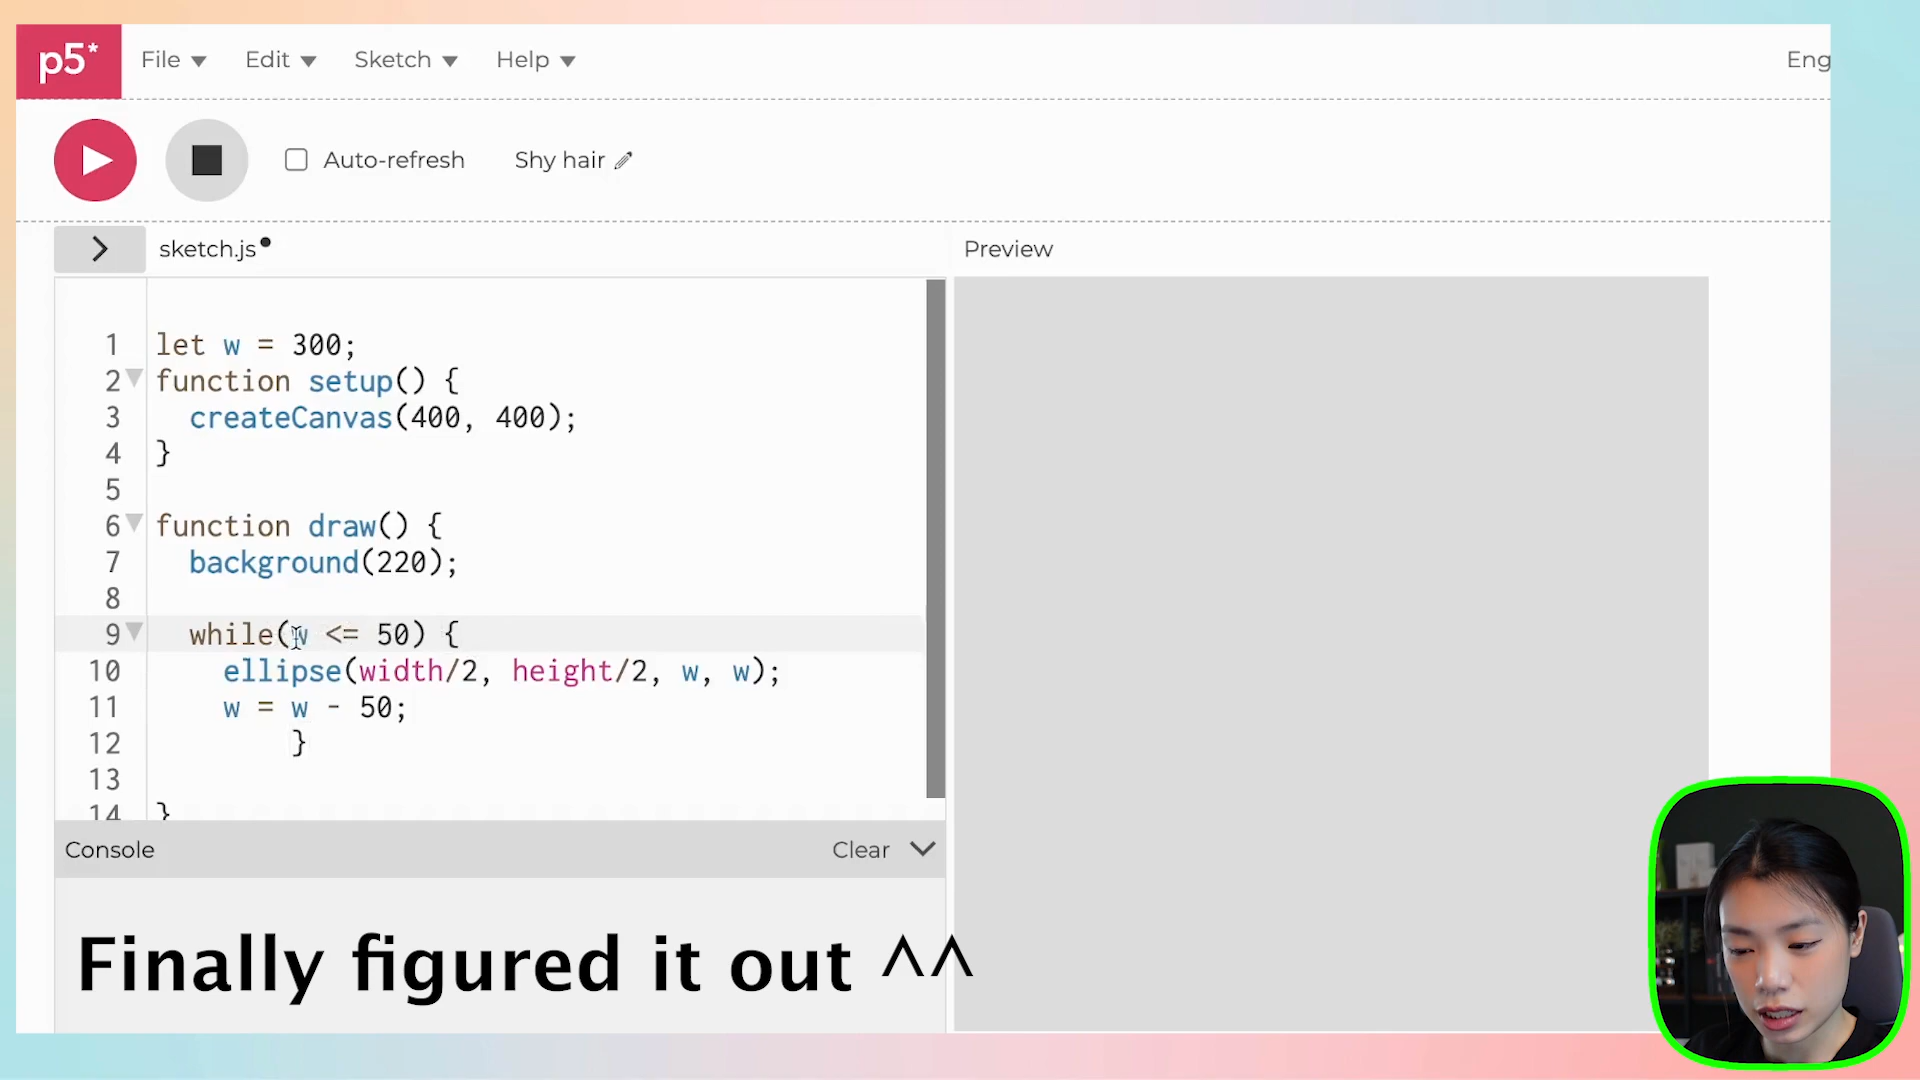 p5* File Edit Sketch Help Eng
Auto-refresh Shy hair
sketch.js
Preview
1 let w = 300;
2 function setup() {
3 createCanvas(400, 400);
4 }
5
6 function draw() {
7 background(220);
8
9 while(w <= 50) {
10 ellipse(width/2, height/2, w, w);
11 w = w - 50;
12 }
13
14 }
Console Clear
Finally figured it out ^^